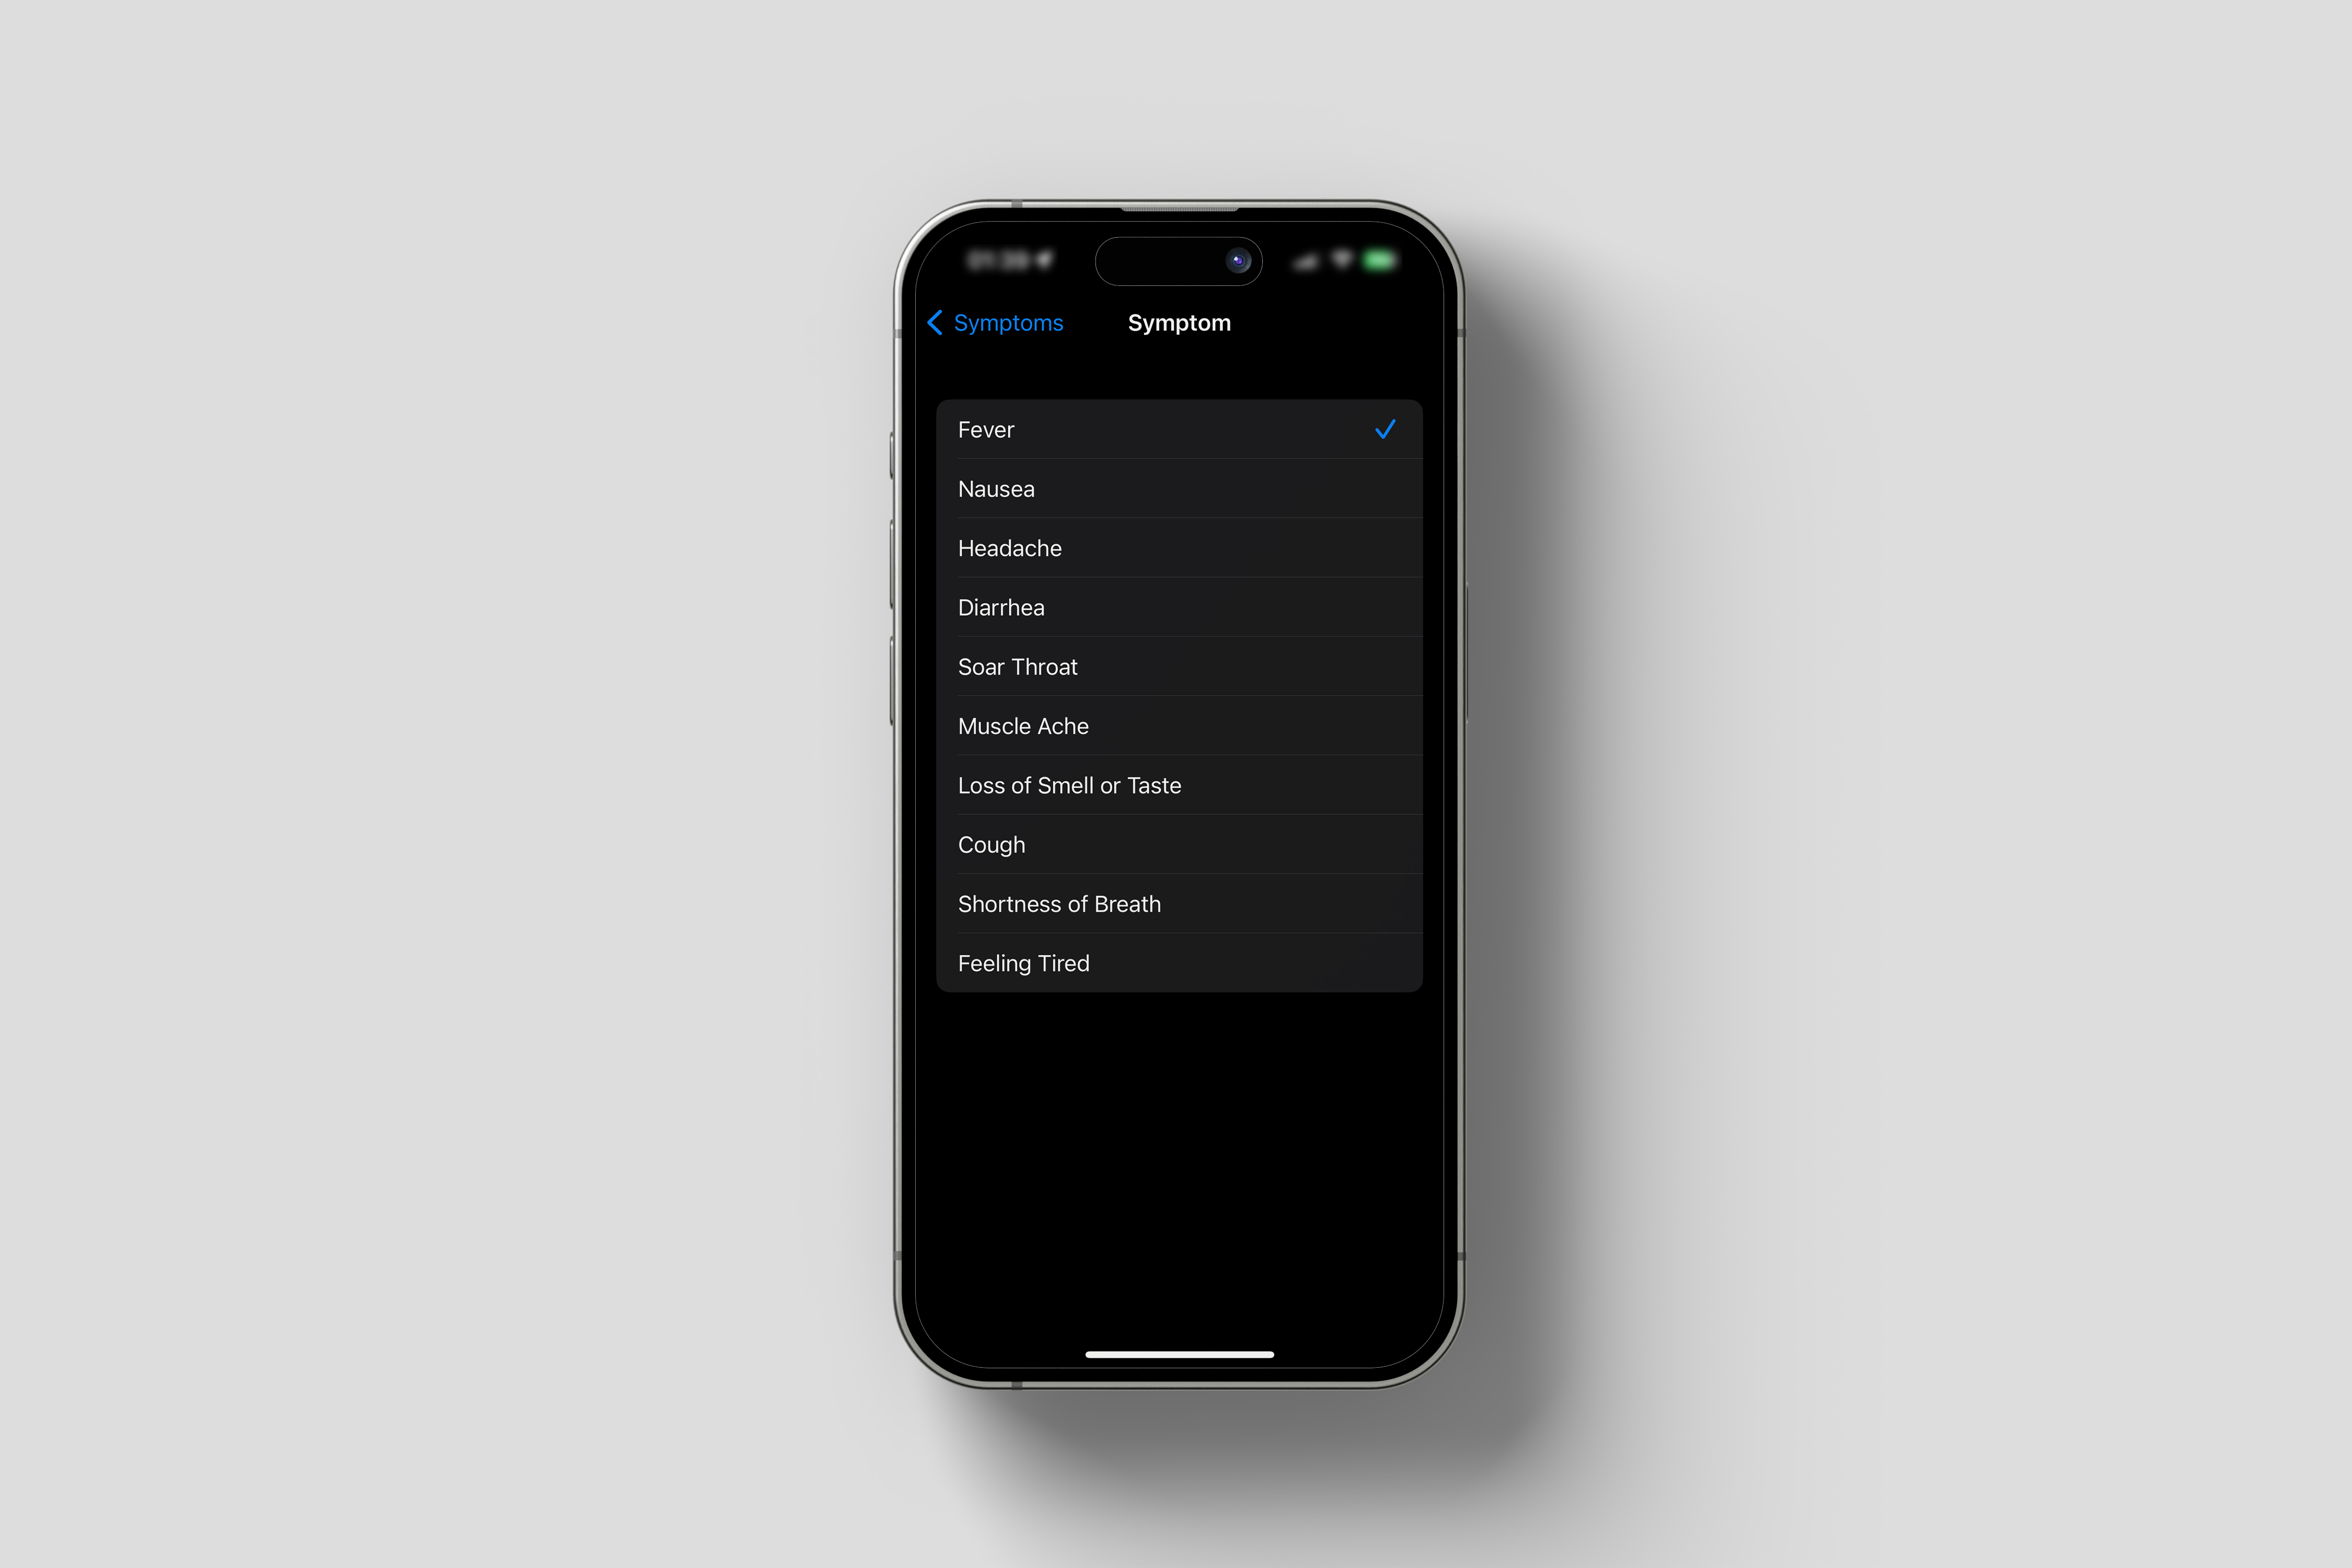 Symptoms
Symptom
Fever
Nausea
Headache
Diarrhea
Soar Throat
Muscle Ache
Loss of Smell or Taste
Cough
Shortness of Breath
Feeling Tired